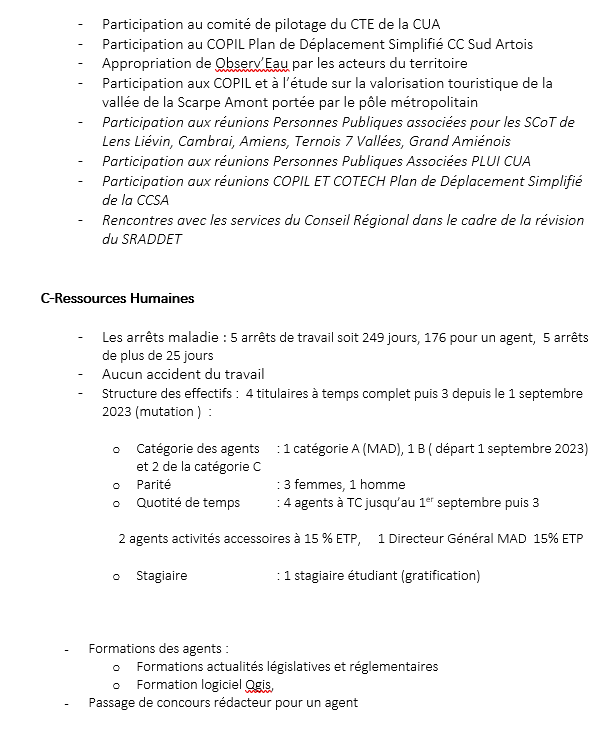 - Participation au comité de pilotage du CTE de la CUA
- Participation au COPIL Plan de Déplacement Simplifié CC Sud Artois
- Appropriation de Observ'Eau par les acteurs du territoire
- Participation aux COPIL et à l'étude sur la valorisation touristique de la
vallée de la Scarpe Amont portée par le pôle métropolitain
- Participation aux réunions Personnes Publiques associées pour les SCoT de
Lens Liévin, Cambrai, Amiens, Ternois 7 Vallées, Grand Amiénois
- Participation aux réunions Personnes Publiques Associées PLUI CUA
- Participation aux réunions COPIL ET COTECH Plan de Déplacement Simplifié
de la CCSA
- Rencontres avec les services du Conseil Régional dans le cadre de la révision
du SRADDET
C-Ressources Humaines
- Les arrêts maladie : 5 arrêts de travail soit 249 jours, 176 pour un agent, 5 arrêts
de plus de 25 jours
- Aucun accident du travail
- Structure des effectifs : 4 titulaires à temps complet puis 3 depuis le 1 septembre
2023 (mutation ) :
o Catégorie des agents : 1 catégorie A (MAD), 1 B ( départ 1 septembre 2023)
et 2 de la catégorie C
o Parité : 3 femmes, 1 homme
o Quotité de temps : 4 agents à TC jusqu'au 1er septembre puis 3
2 agents activités accessoires à 15 % ETP, 1 Directeur Général MAD 15% ETP
o Stagiaire : 1 stagiaire étudiant (gratification)
- Formations des agents :
o Formations actualités législatives et réglementaires
o Formation logiciel Qgis,
- Passage de concours rédacteur pour un agent